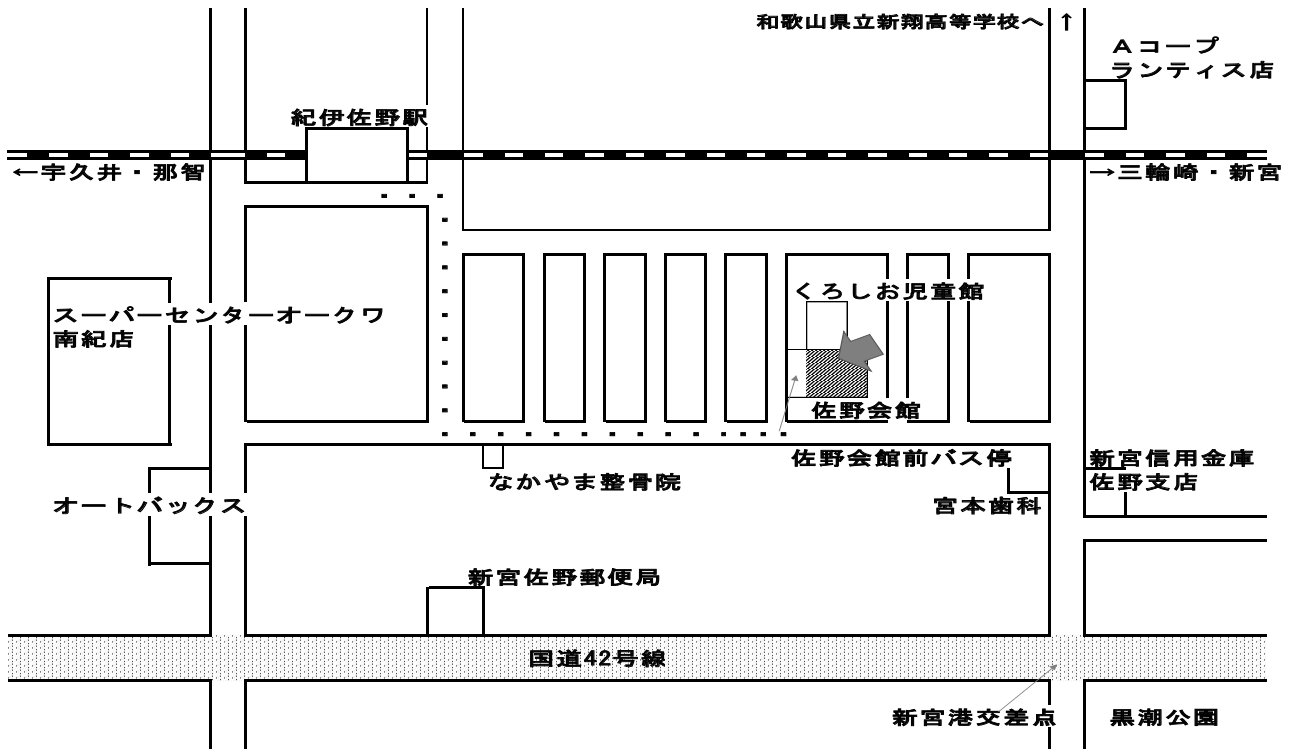 和歌山県立新翔高等学校へ ↑
Aコープ
ランティス店
紀伊佐野駅
←宇久井・那智
→三輪崎・新宮
くろしお児童館
スーパーセンターオークワ
南紀店
佐野会館
佐野会館前バス停
新宮信用金庫
佐野支店
なかやま整骨院
オートバックス
宮本歯科
新宮佐野郵便局
国道42号線
新宮港交差点
黒潮公園